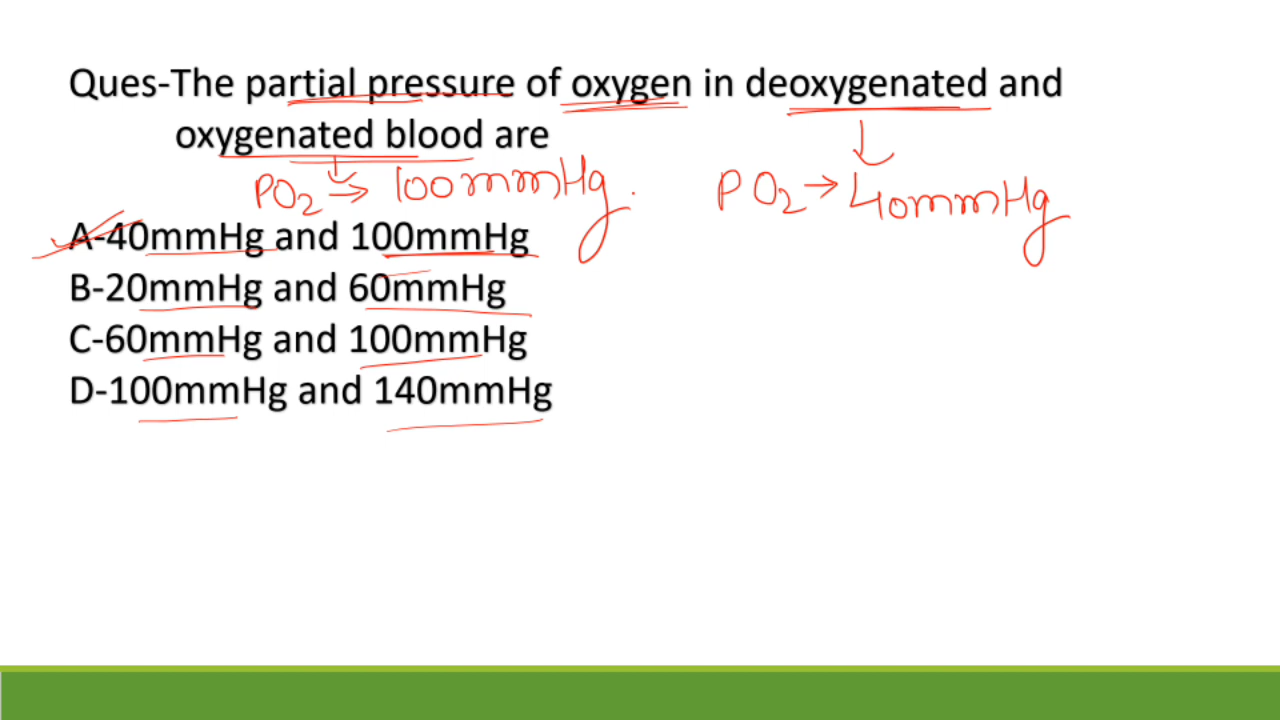 Ques-The partial pressure of oxygen in deoxygenated and
oxygenated blood are
PO2 → 100mmHg. PO2 → 40mmHg
A-40mmHg and 100mmHg
B-20mmHg and 60mmHg
C-60mmHg and 100mmHg
D-100mmHg and 140mmHg